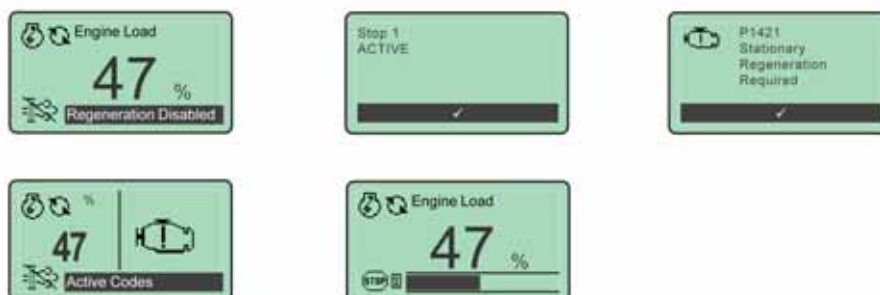 Engine Load
47 %
Regeneration Disabled
Stop 1
ACTIVE
P1421
Stationary
Regeneration
Required
%
47
Active Codes
Engine Load
47 %
STOP